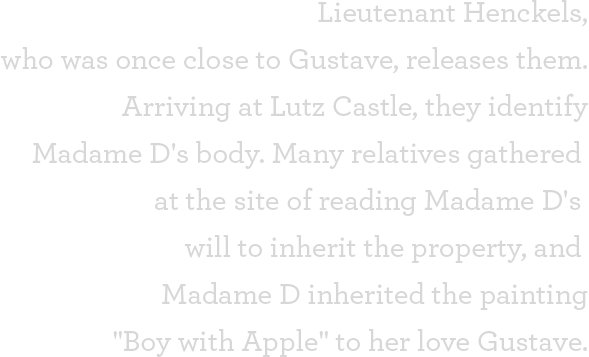 Lieutenant Henckels,
who was once close to Gustave, releases them.
Arriving at Lutz Castle, they identify
Madame D's body. Many relatives gathered
at the site of reading Madame D's
will to inherit the property, and
Madame D inherited the painting
"Boy with Apple" to her love Gustave.